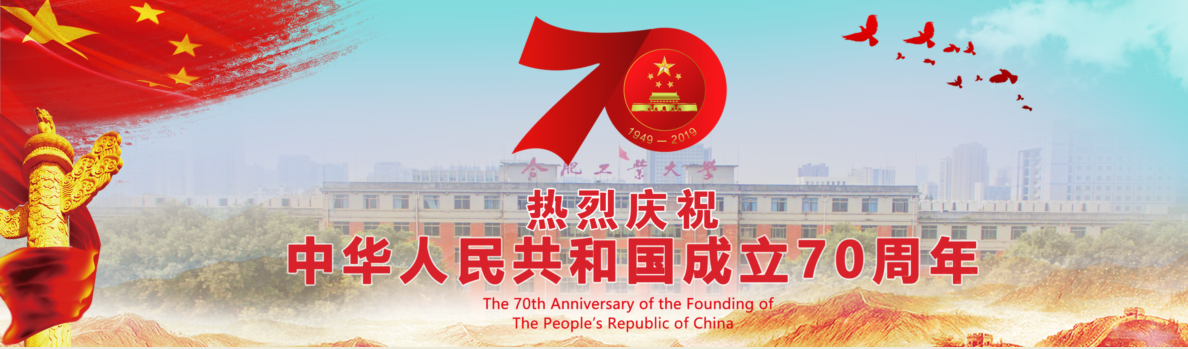 70
1949 — 2019
合肥工业大学
热烈庆祝
中华人民共和国成立70周年
The 70th Anniversary of the Founding of
The People's Republic of China